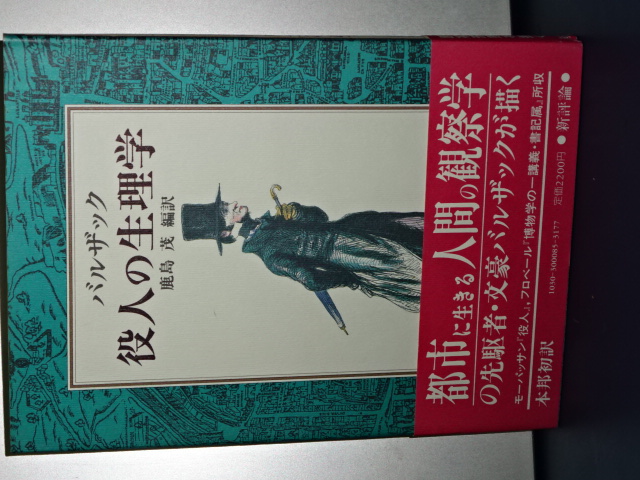 バルザック
役人の生理学
鹿島 茂 編訳
都市に生きる人間の観察学
の先駆者・文豪バルザックが描く
モーパッサン『役人』，フロベール『博物学の一講義・書記属』所収
本邦初訳
1030-300085-3177
定価2200円
●新評論●